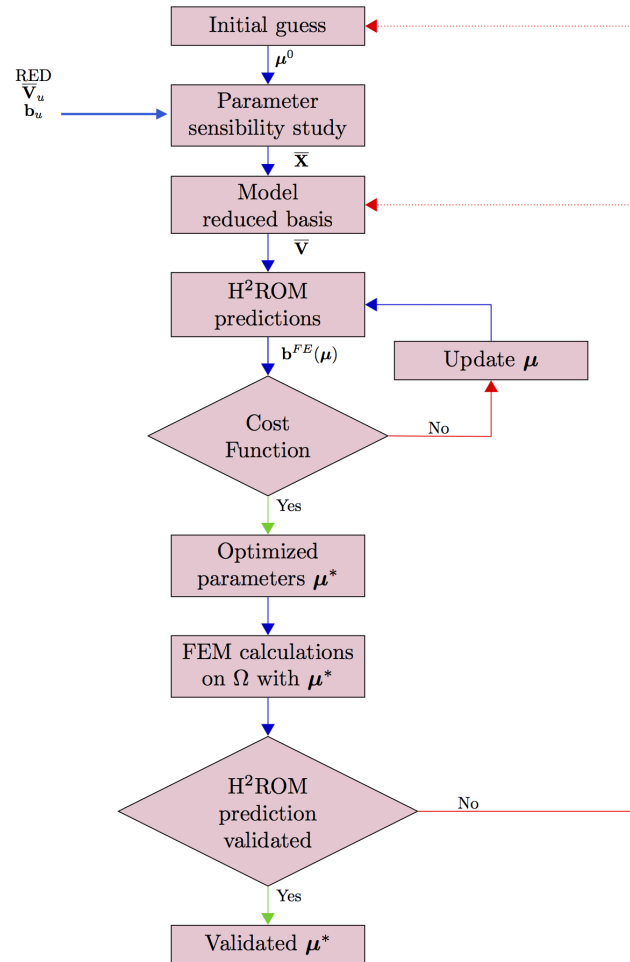 Initial guess
μ⁰
RED
V̅ᵤ
bᵤ
Parameter
sensibility study
X̅
Model
reduced basis
V̅
H²ROM
predictions
b^{FE}(μ)
Update μ
Cost
Function
No
Yes
Optimized
parameters μ*
FEM calculations
on Ω with μ*
H²ROM
prediction
validated
No
Yes
Validated μ*